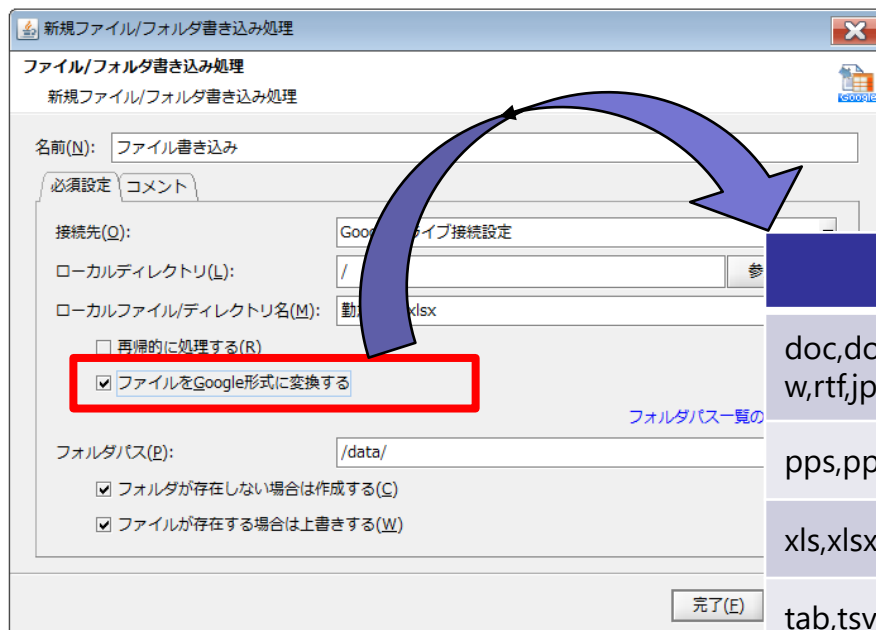 新規ファイル/フォルダ書き込み処理
ファイル/フォルダ書き込み処理
新規ファイル/フォルダ書き込み処理
Google
名前(N): ファイル書き込み
必須設定 コメント
接続先(O): Goo イブ接続設定
ローカルディレクトリ(L): / 参
ローカルファイル/ディレクトリ名(M): xlsx
再帰的に処理する(R)
ファイルをGoogle形式に変換する
フォルダパス一覧の
フォルダパス(P): /data/
フォルダが存在しない場合は作成する(C)
ファイルが存在する場合は上書きする(W)
完了(F)
doc,do
w,rtf,jp
pps,pp
xls,xlsx
tab,tsv